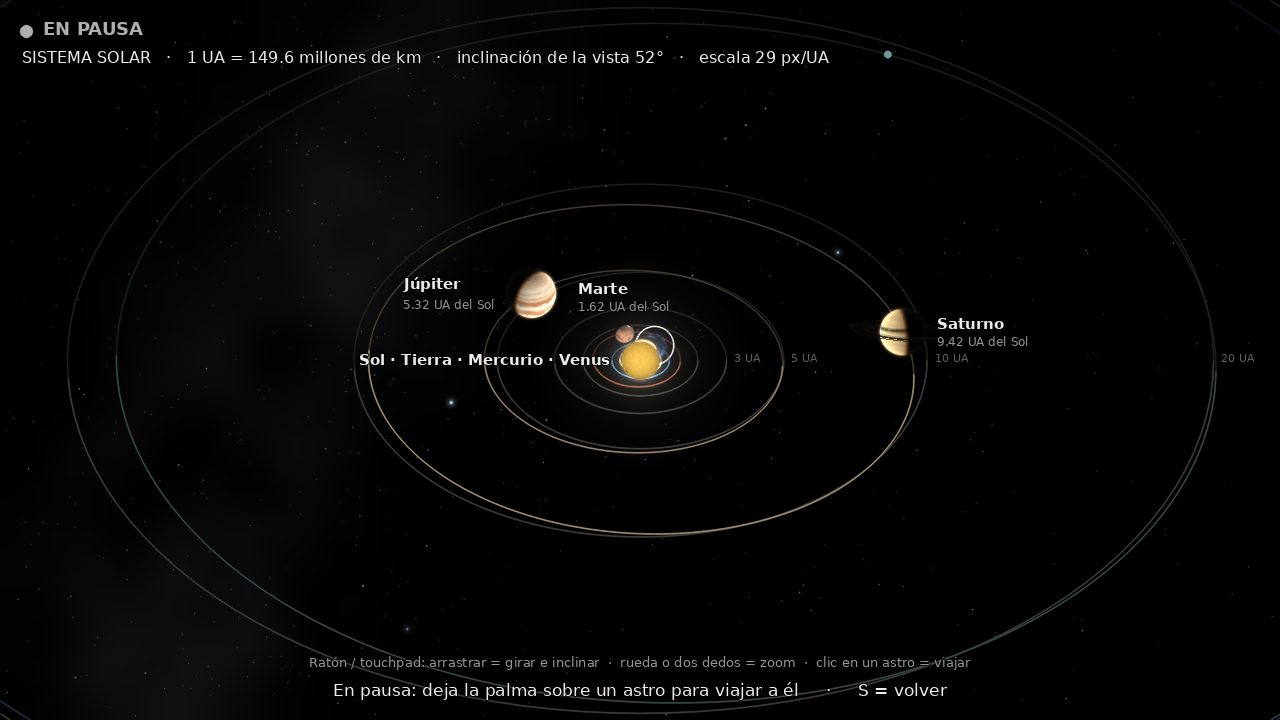 EN PAUSA
SISTEMA SOLAR · 1 UA = 149.6 millones de km · inclinación de la vista 52° · escala 29 px/UA
Júpiter
5.32 UA del Sol
Marte
1.62 UA del Sol
Saturno
9.42 UA del Sol
Sol · Tierra · Mercurio · Venus
3 UA
5 UA
10 UA
20 UA
Ratón / touchpad: arrastrar = girar e inclinar · rueda o dos dedos = zoom · clic en un astro = viajar
En pausa: deja la palma sobre un astro para viajar a él · S = volver